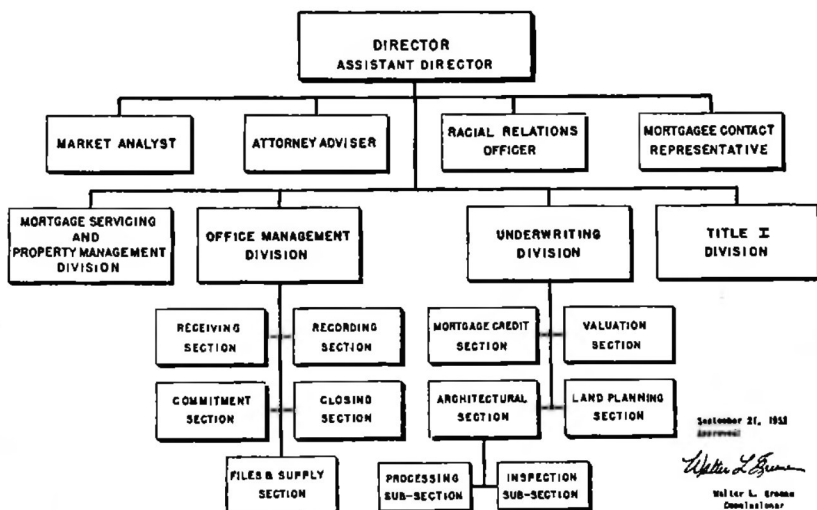 DIRECTOR
ASSISTANT DIRECTOR
MARKET ANALYST
ATTORNEY ADVISER
RACIAL RELATIONS
OFFICER
MORTGAGEE CONTACT
REPRESENTATIVE
MORTGAGE SERVICING
AND
PROPERTY MANAGEMENT
DIVISION
OFFICE MANAGEMENT
DIVISION
UNDERWRITING
DIVISION
TITLE I
DIVISION
RECEIVING
SECTION
RECORDING
SECTION
MORTGAGE CREDIT
SECTION
VALUATION
SECTION
COMMITMENT
SECTION
CLOSING
SECTION
ARCHITECTURAL
SECTION
LAND PLANNING
SECTION
FILES & SUPPLY
SECTION
PROCESSING
SUB-SECTION
INSPECTION
SUB-SECTION
September 21,
Approved:
Walter L.
Walter L. Greene
Commissioner